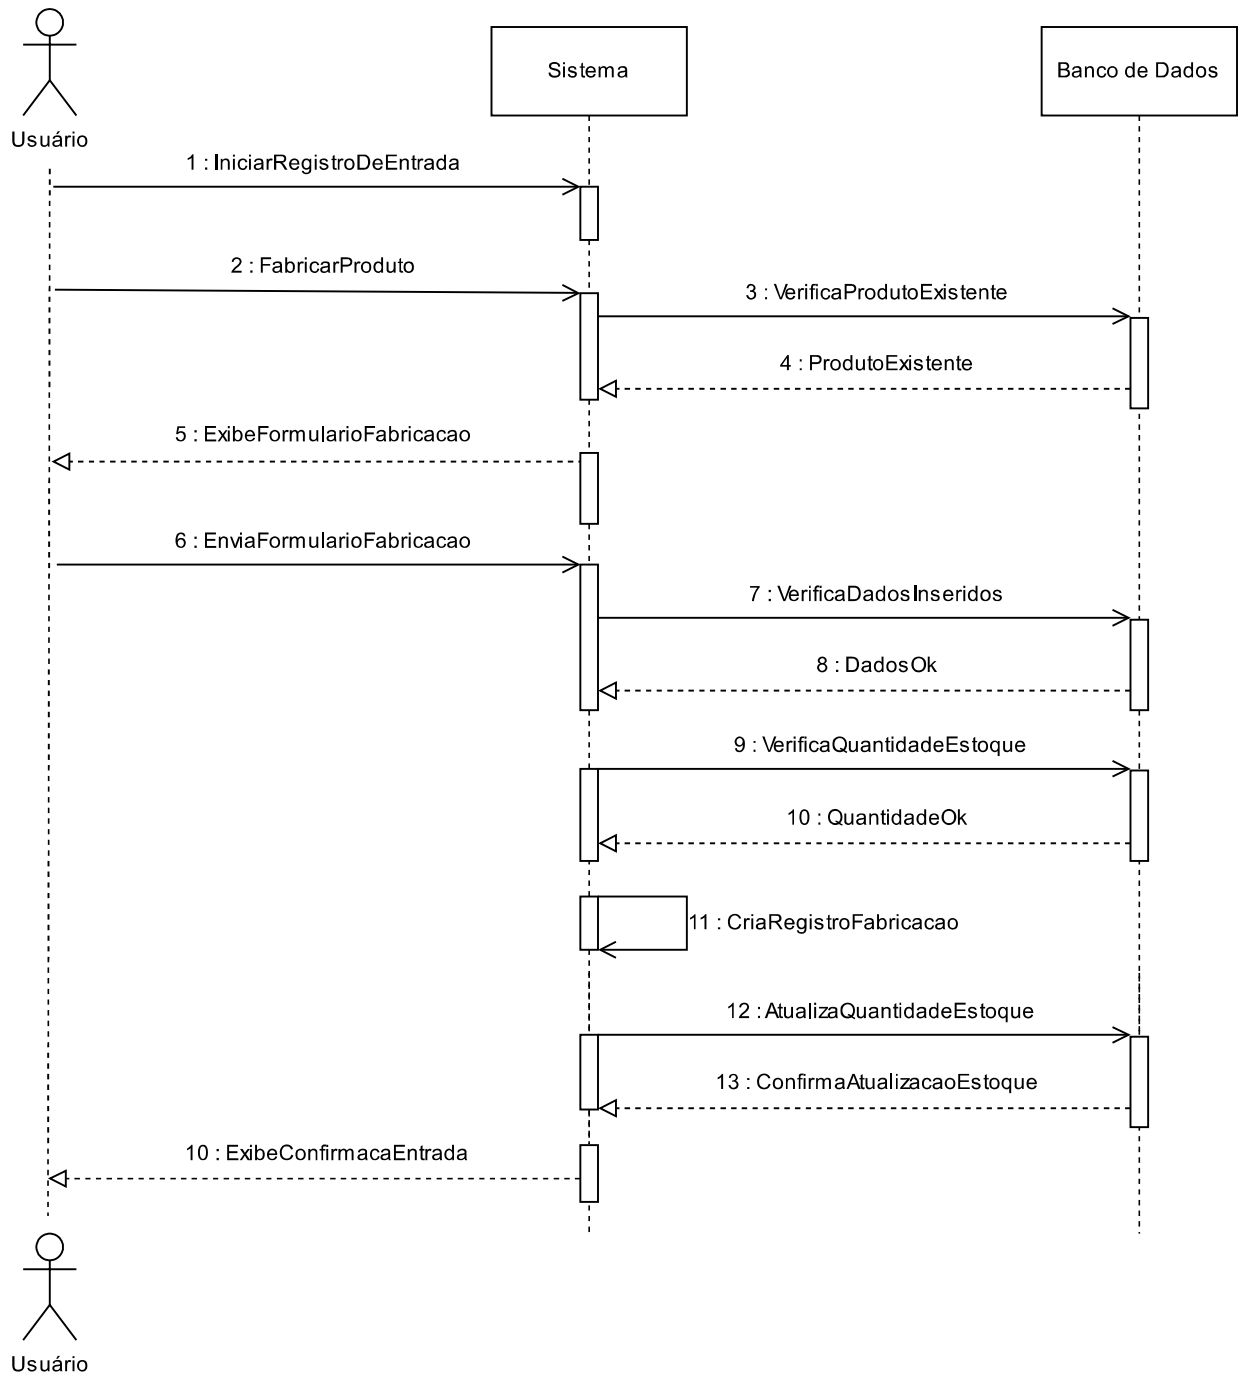 Sistema
Banco de Dados
Usuário
1 : IniciarRegistroDeEntrada
2 : FabricarProduto
3 : VerificaProdutoExistente
4 : ProdutoExistente
5 : ExibeFormularioFabricacao
6 : EnviaFormularioFabricacao
7 : VerificaDadosInseridos
8 : DadosOk
9 : VerificaQuantidadeEstoque
10 : QuantidadeOk
11 : CriaRegistroFabricacao
12 : AtualizaQuantidadeEstoque
13 : ConfirmaAtualizacaoEstoque
10 : ExibeConfirmacaEntrada
Usuário